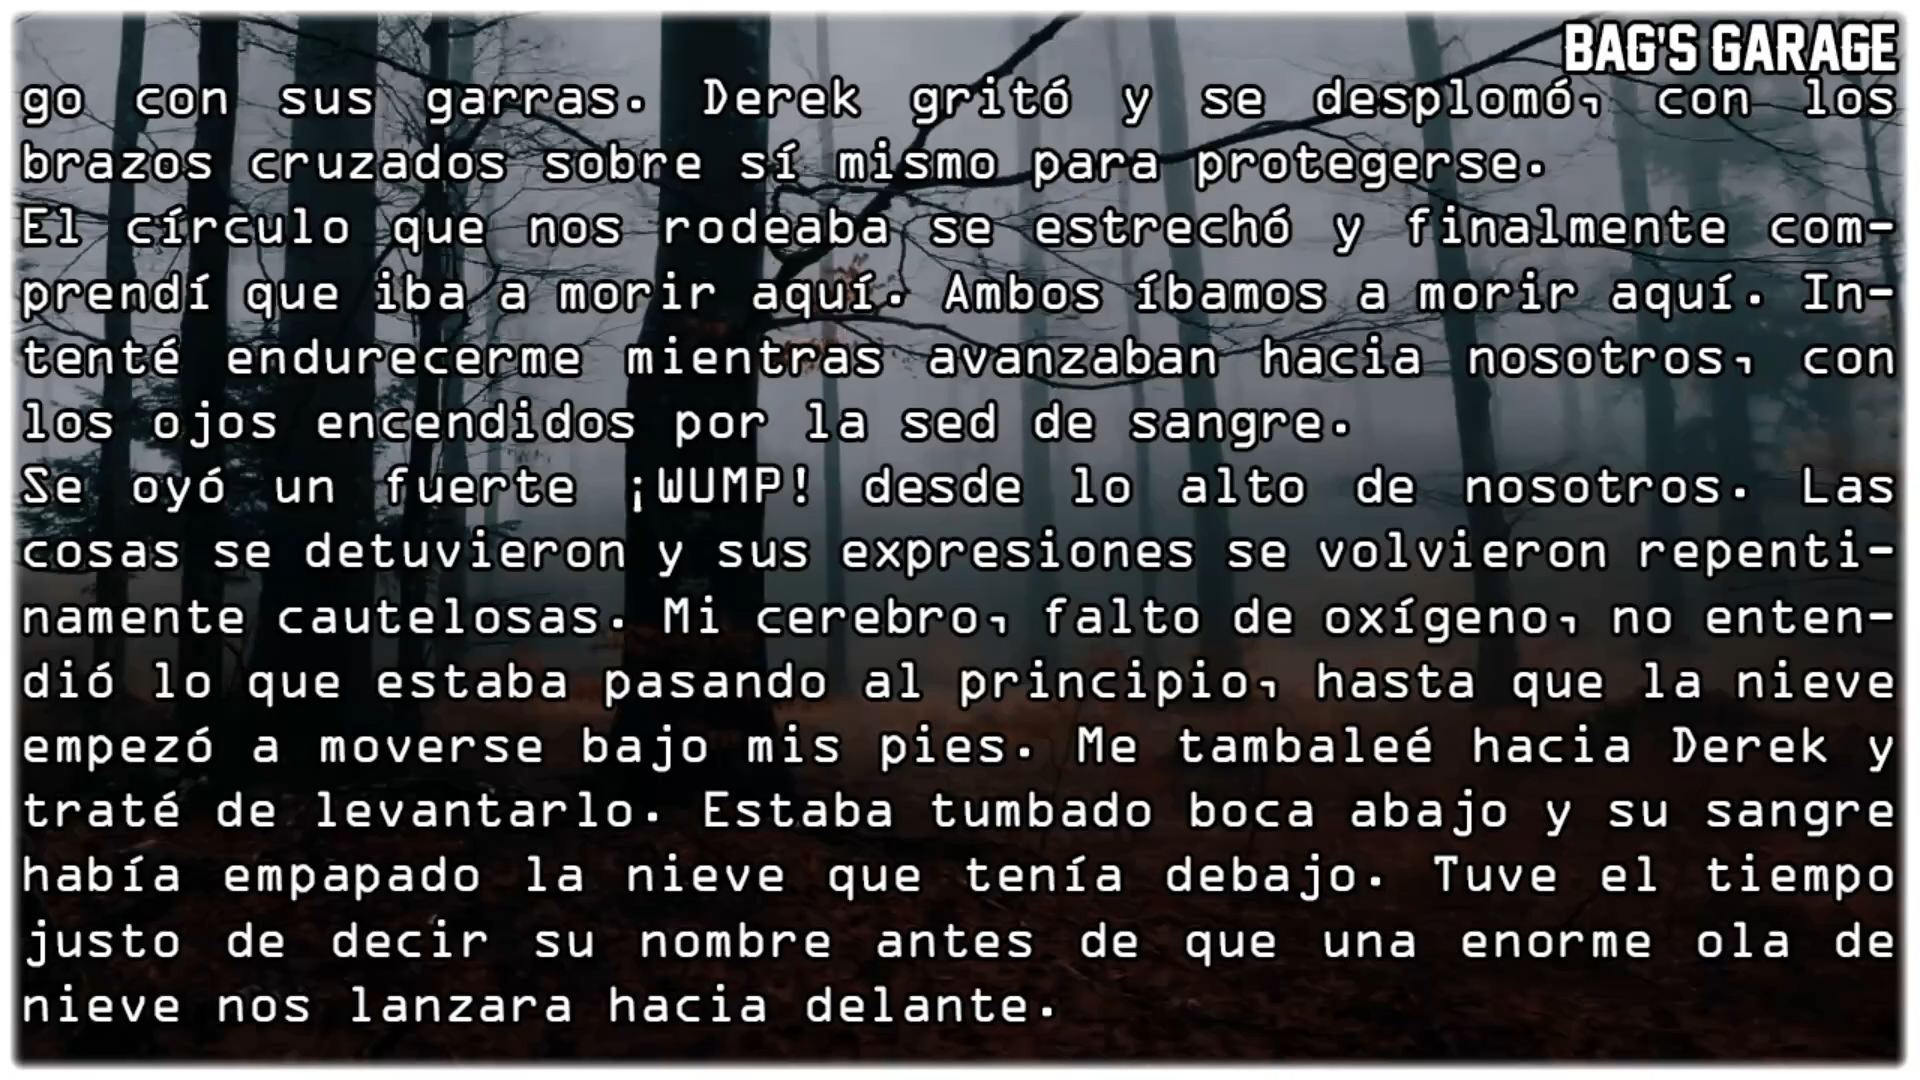 BAG'S GARAGE
go con sus garras. Derek gritó y se desplomó, con los
brazos cruzados sobre sí mismo para protegerse.
El círculo que nos rodeaba se estrechó y finalmente com-
prendí que iba a morir aquí. Ambos íbamos a morir aquí. In-
tenté endurecerme mientras avanzaban hacia nosotros, con
los ojos encendidos por la sed de sangre.
Se oyó un fuerte ¡WUMP! desde lo alto de nosotros. Las
cosas se detuvieron y sus expresiones se volvieron repenti-
namente cautelosas. Mi cerebro, falto de oxígeno, no enten-
dió lo que estaba pasando al principio, hasta que la nieve
empezó a moverse bajo mis pies. Me tambaleé hacia Derek y
traté de levantarlo. Estaba tumbado boca abajo y su sangre
había empapado la nieve que tenía debajo. Tuve el tiempo
justo de decir su nombre antes de que una enorme ola de
nieve nos lanzara hacia delante.